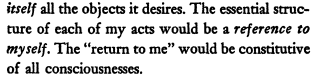 itself all the objects it desires. The essential struc-
ture of each of my acts would be a reference to
myself. The “return to me” would be constitutive
of all consciousnesses.